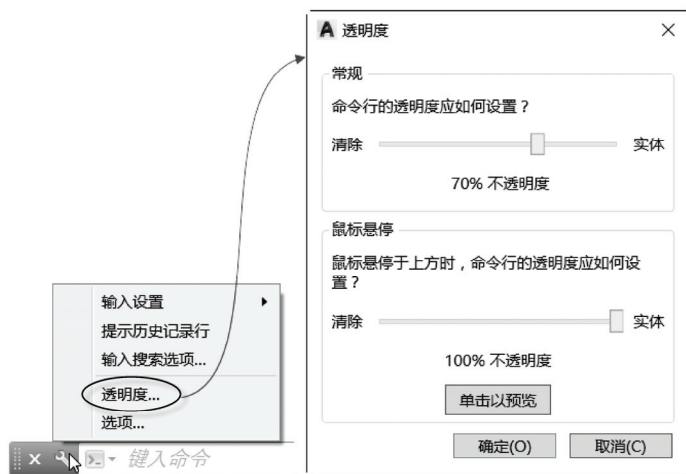 透明度
常规
命令行的透明度应如何设置？
清除 实体
70% 不透明度
鼠标悬停
鼠标悬停于上方时，命令行的透明度应如何设
置？
清除 实体
100% 不透明度
单击以预览
确定(O) 取消(C)
输入设置
提示历史记录行
输入搜索选项...
透明度...
选项...
键入命令